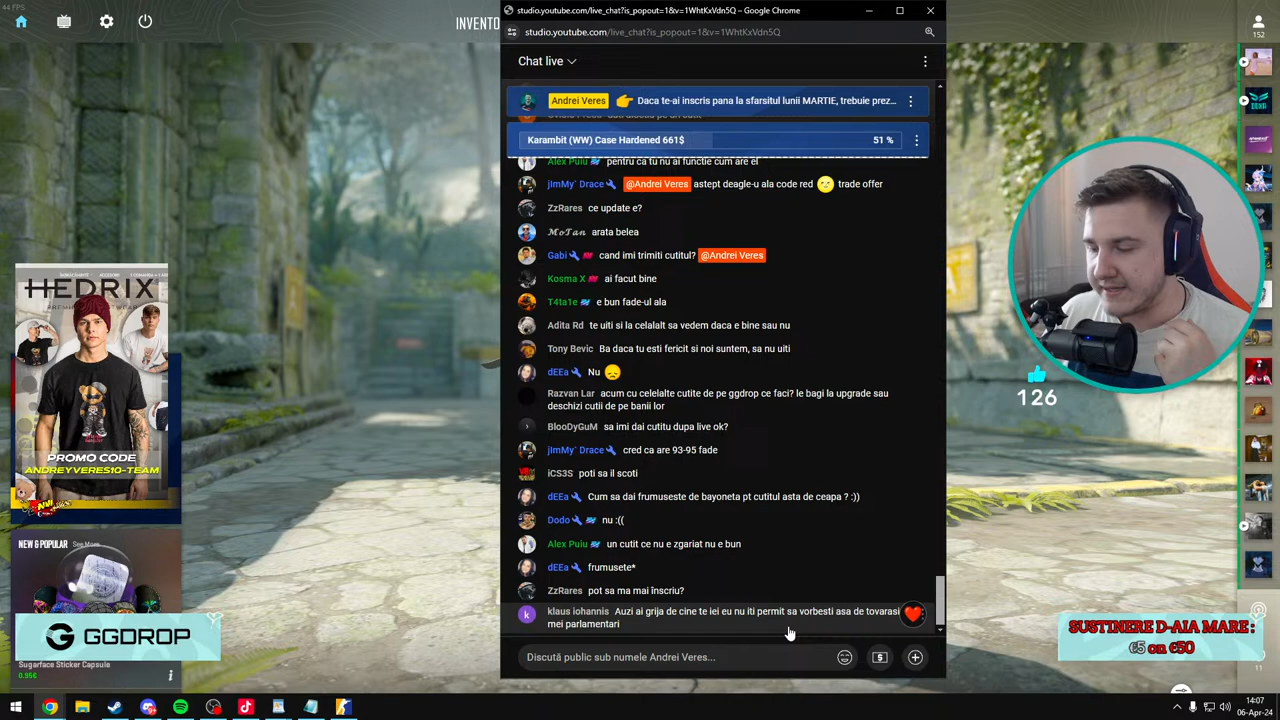 44 FPS
studio.youtube.com/live_chat?is_popout=1&v=1WhtKxVdn5Q – Google Chrome
studio.youtube.com/live_chat?is_popout=1&v=1WhtKxVdn5Q
INVENTO
152
Chat live
Andrei Veres 👉 Daca te-ai inscris pana la sfarsitul lunii MARTIE, trebuie prez...
Karambit (WW) Case Hardened 661$ 51 %
Alex Puiu pentru ca tu nu ai functie cum are el
jImMy` Drace @Andrei Veres astept deagle-u ala code red trade offer
ZzRares ce update e?
𝓜𝓸𝓣𝓪𝓷 arata belea
Gabi cand imi trimiti cutitul? @Andrei Veres
Kosma X ai facut bine
T4ta1e e bun fade-ul ala
Adita Rd te uiti si la celalalt sa vedem daca e bine sau nu
Tony Bevic Ba daca tu esti fericit si noi suntem, sa nu uiti
dEEa Nu 😞
Razvan Lar acum cu celelalte cutite de pe ggdrop ce faci? le bagi la upgrade sau
deschizi cutii de pe banii lor
BlooDyGuM sa imi dai cutitu dupa live ok?
jImMy` Drace cred ca are 93-95 fade
iCS3S poti sa il scoti
dEEa Cum sa dai frumuseste de bayoneta pt cutitul asta de ceapa ? :))
Dodo nu :((
Alex Puiu un cutit ce nu e zgariat nu e bun
dEEa frumusete*
ZzRares pot sa ma mai înscriu?
klaus iohannis Auzi ai grija de cine te iei eu nu iti permit sa vorbesti asa de tovarasi
mei parlamentari
Discută public sub numele Andrei Veres...
HEDRIX
PROMO CODE
ANDREYVERES10-TEAM
NEW & POPULAR See More
GGDROP
Sugarface Sticker Capsule
0.95€
126
SUSTINERE D-AIA MARE :
€5 on €50
11
14:07
06-Apr-24